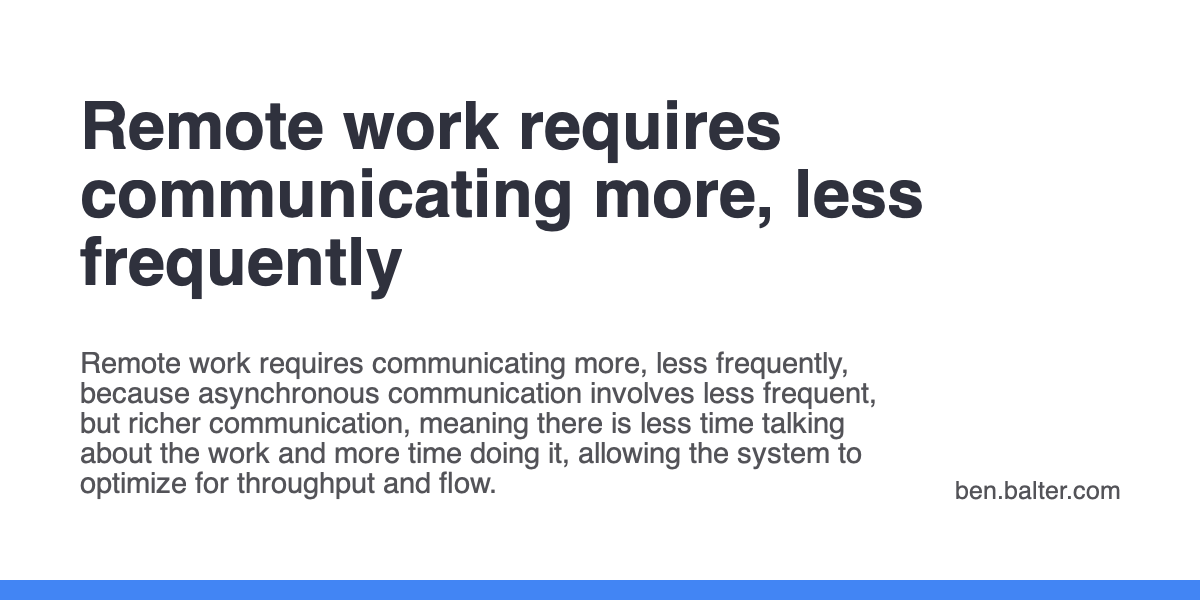 Remote work requires
communicating more, less
frequently
Remote work requires communicating more, less frequently,
because asynchronous communication involves less frequent,
but richer communication, meaning there is less time talking
about the work and more time doing it, allowing the system to
optimize for throughput and flow.
ben.balter.com